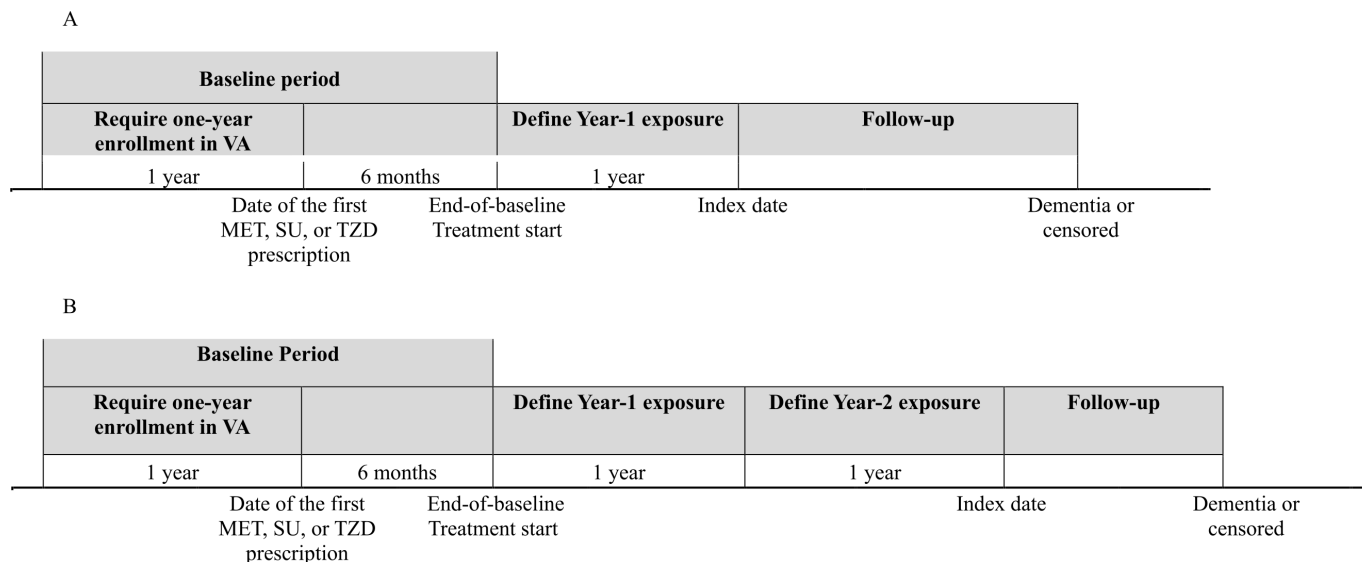 A
Baseline period
Require one-year
enrollment in VA
Define Year-1 exposure
Follow-up
1 year
6 months
1 year
Date of the first
MET, SU, or TZD
prescription
End-of-baseline
Treatment start
Index date
Dementia or
censored
B
Baseline Period
Require one-year
enrollment in VA
Define Year-1 exposure
Define Year-2 exposure
Follow-up
1 year
6 months
1 year
1 year
Date of the first
MET, SU, or TZD
prescription
End-of-baseline
Treatment start
Index date
Dementia or
censored